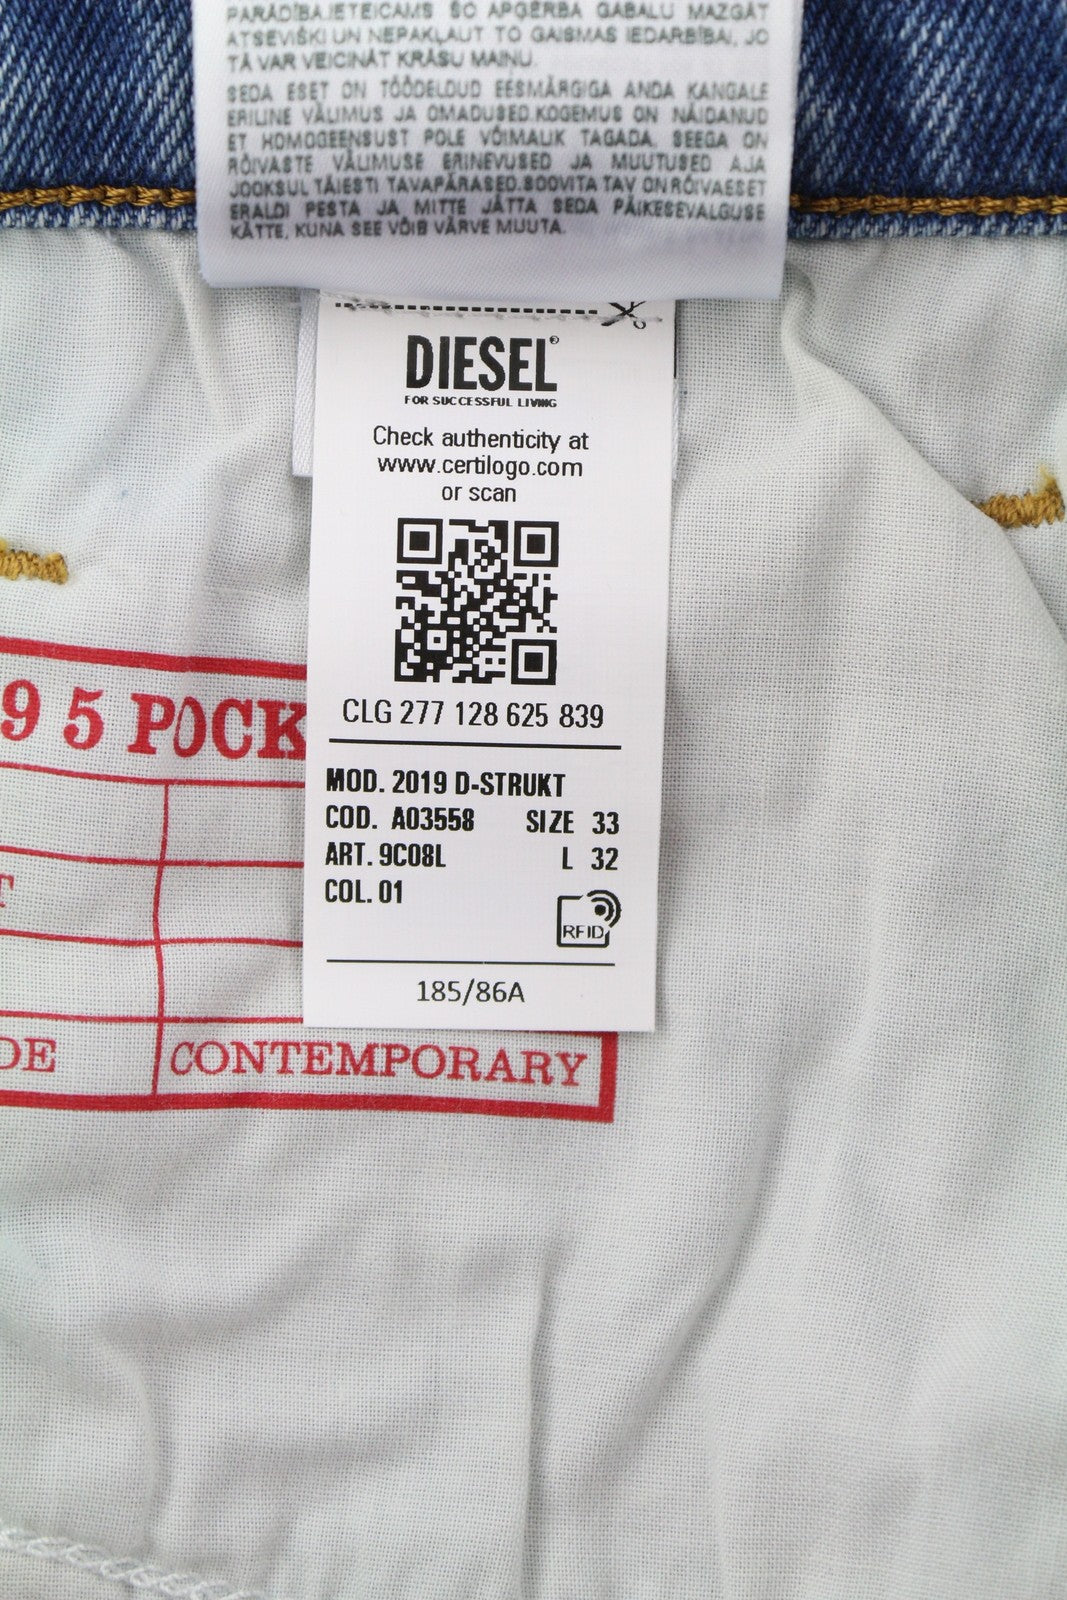 PARĀDĪBA.IETEICAMS ŠO APĢĒRBA GABALU MAZGĀT
ATSEVIŠĶI UN NEPAKĻAUT TO GAISMAS IEDARBĪBAI, JO
TĀ VAR VEICINĀT KRĀSU MAIŅU.
SEDA ESET ON TÖÖDELDUD EESMÄRGIGA ANDA KANGALE
ERILINE VÄLIMUS JA OMADUSED.KOGEMUS ON NÄIDANUD
ET HOMOGEENSUST POLE VÕIMALIK TAGADA, SEEGA ON
RÕIVASTE VÄLIMUSE ERINEVUSED JA MUUTUSED AJA
JOOKSUL TÄIESTI TAVAPÄRASED.SOOVITA TAV ON RÕIVAESET
ERALDI PESTA JA MITTE JÄTTA SEDA PÄIKESEVALGUSE
KÄTTE, KUNA SEE VÕIB VÄRVE MUUTA.
DIESEL®
FOR SUCCESSFUL LIVING
Check authenticity at
www.certilogo.com
or scan
CLG 277 128 625 839
MOD. 2019 D-STRUKT
COD. A03558 SIZE 33
ART. 9C08L L 32
COL. 01
RFID
185/86A
9 5 POCK
T
DE CONTEMPORARY